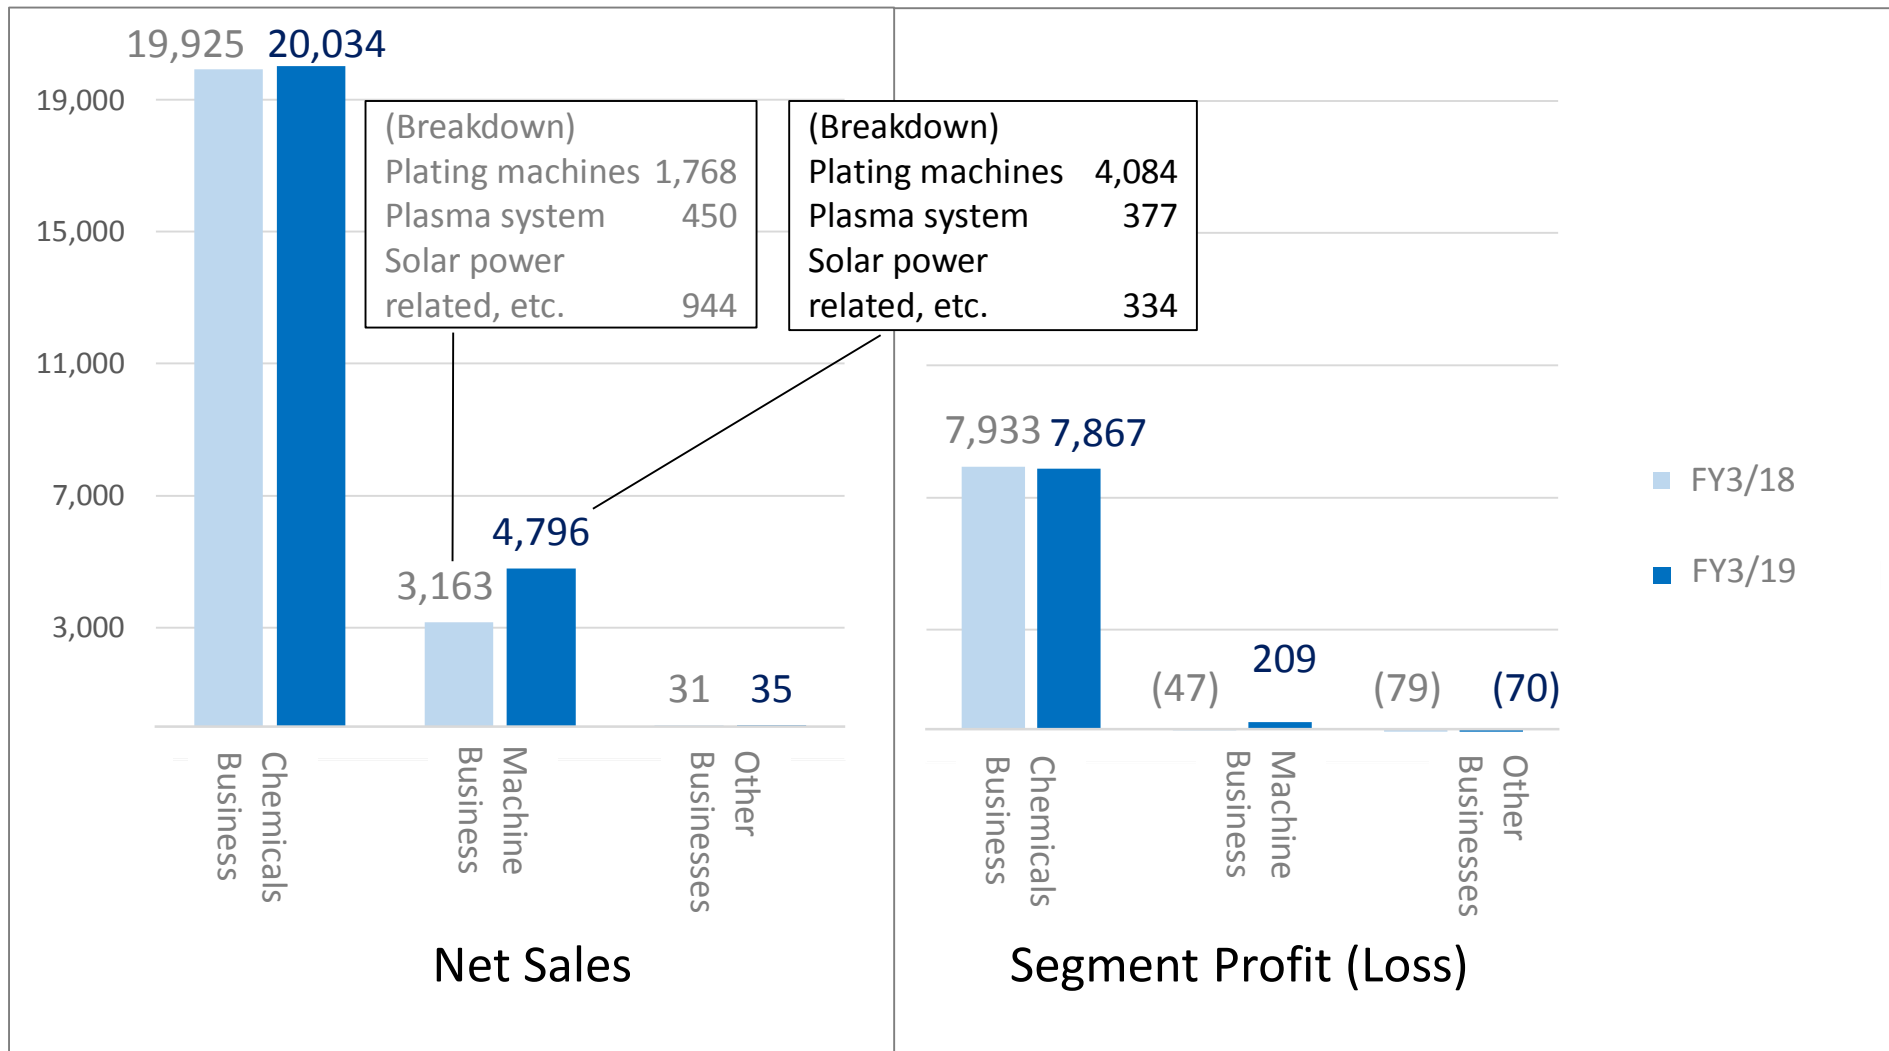 19,925 20,034
19,000
15,000
11,000
7,000
3,000
(Breakdown)
Plating machines 1,768
Plasma system 450
Solar power
related, etc. 944
(Breakdown)
Plating machines 4,084
Plasma system 377
Solar power
related, etc. 334
3,163
4,796
31 35
Chemicals
Business
Machine
Business
Other
Businesses
Net Sales
7,933 7,867
(47)
209
(79) (70)
Chemicals
Business
Machine
Business
Other
Businesses
Segment Profit (Loss)
FY3/18
FY3/19